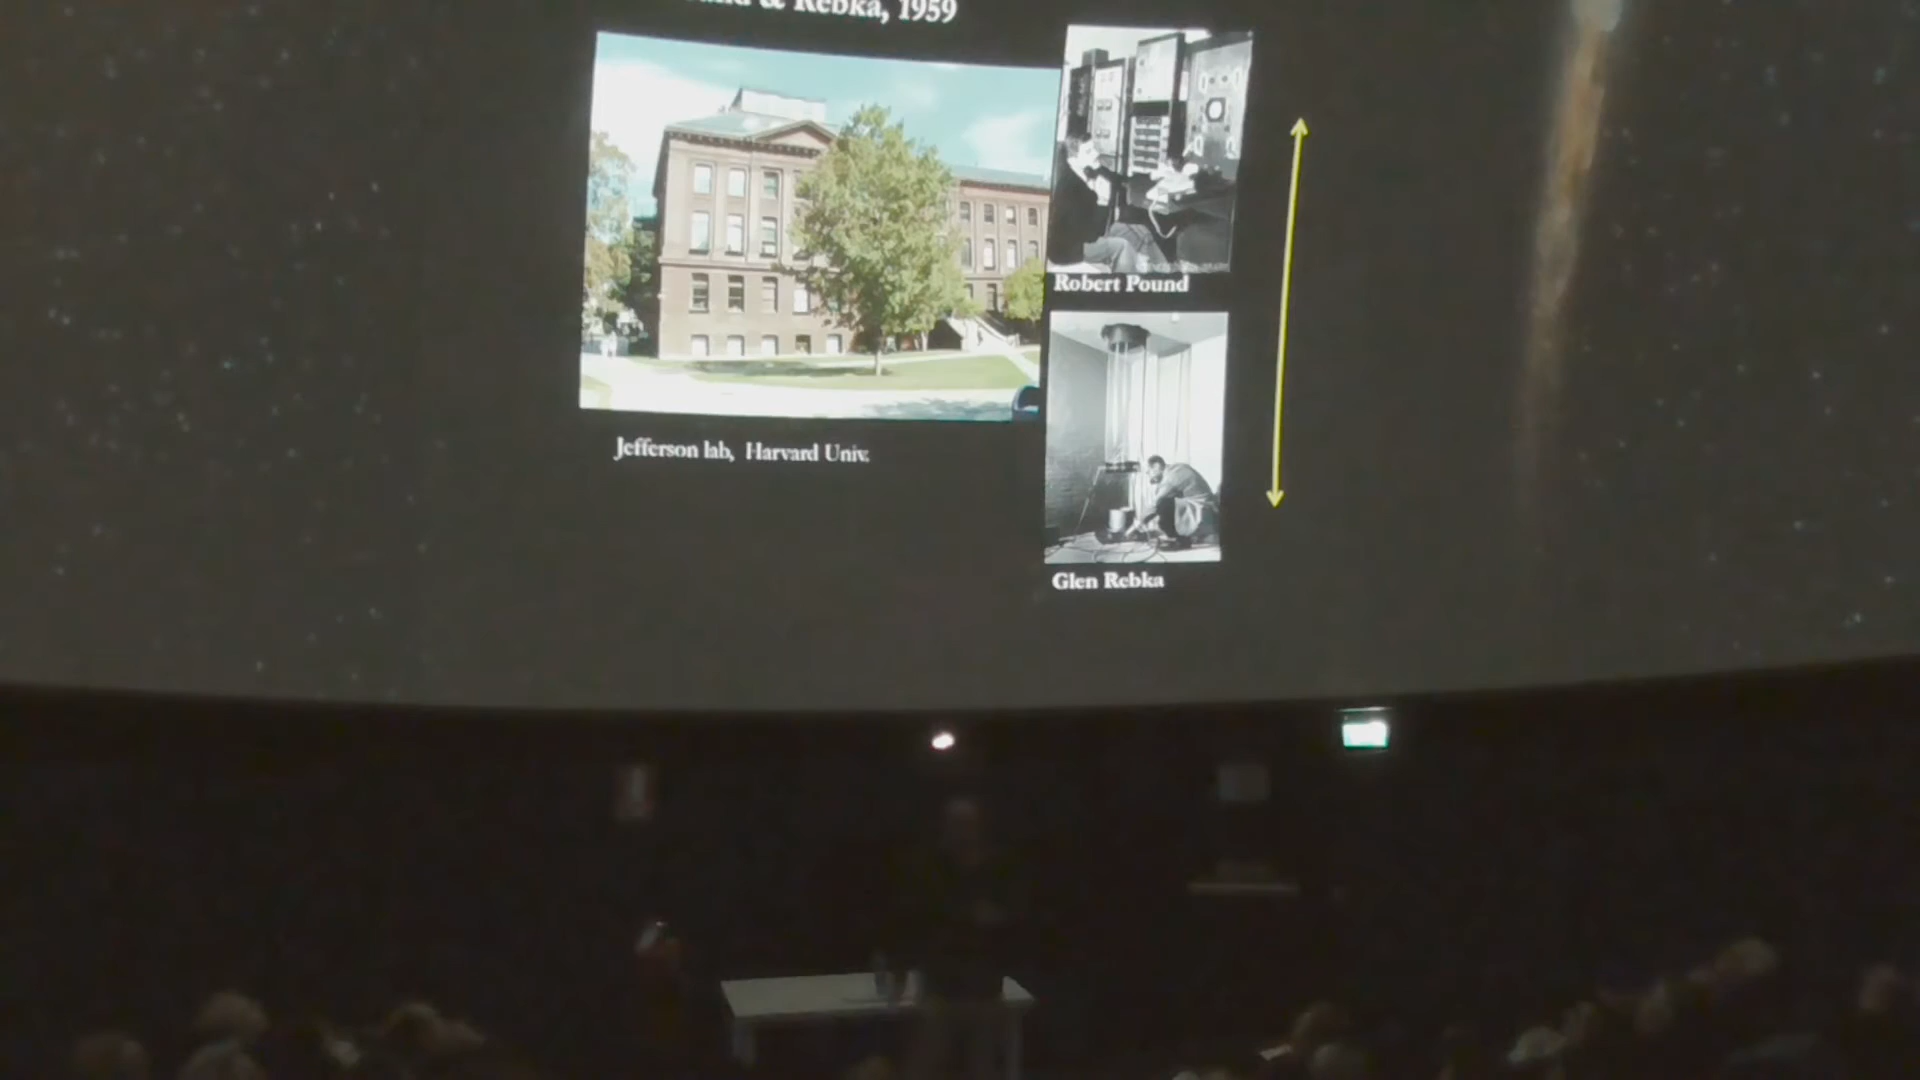 & Rebka, 1959
Robert Pound
Jefferson lab, Harvard Univ.
Glen Rebka